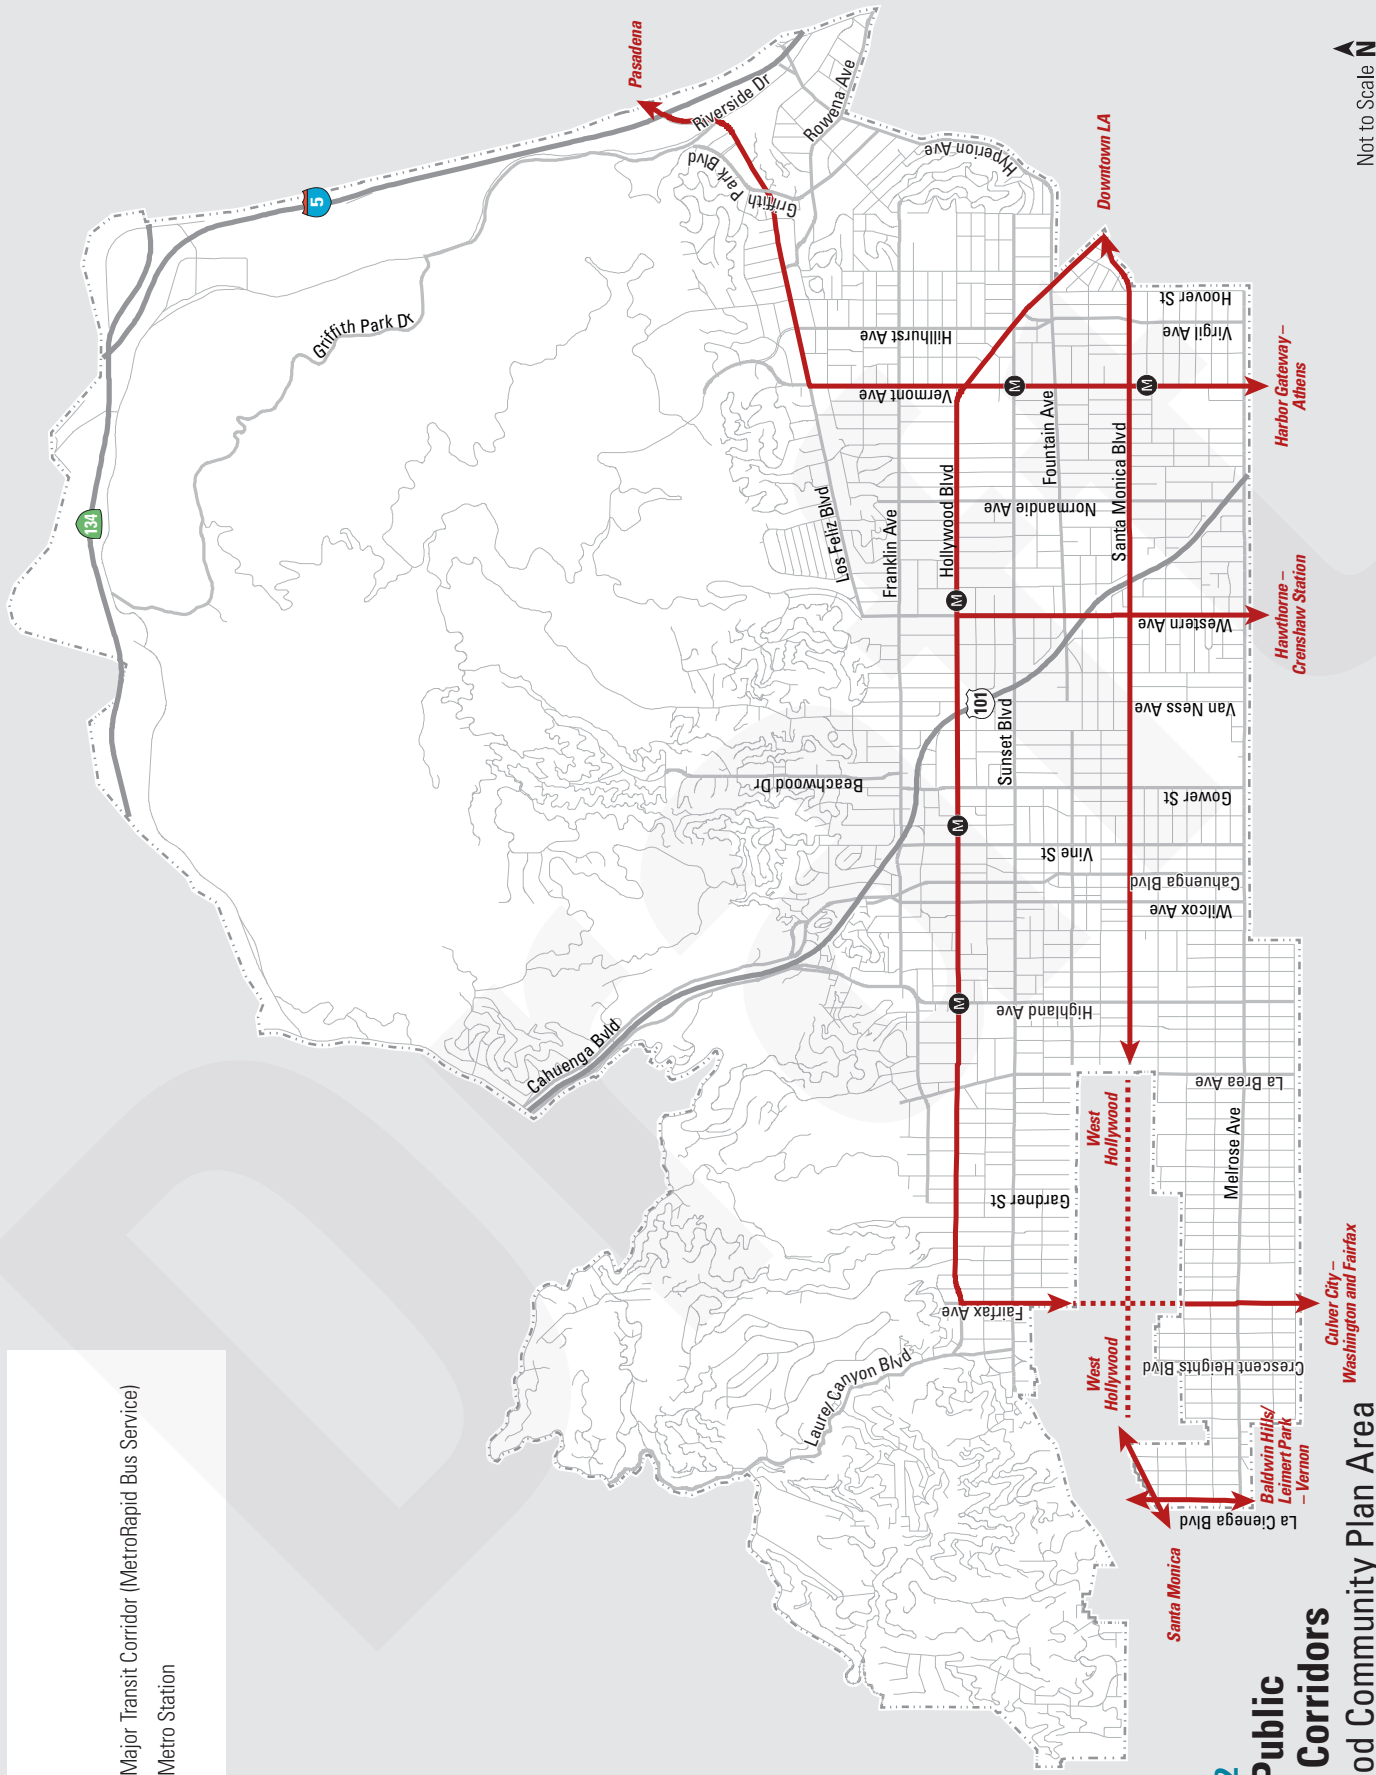 Major Transit Corridor (MetroRapid Bus Service)
Metro Station
Pasadena
Riverside Dr
Rowena Ave
Griffith Park Blvd
Hyperion Ave
Downtown LA
5
134
Griffith Park Dr
Hillhurst Ave
Vermont Ave
Hoover St
Virgil Ave
Harbor Gateway –
Athens
M
M
Fountain Ave
Santa Monica Blvd
Hollywood Blvd
Normandie Ave
Los Feliz Blvd
Franklin Ave
M
Western Ave
Hawthorne –
Crenshaw Station
101
Sunset Blvd
Van Ness Ave
Beachwood Dr
Gower St
M
Vine St
Cahuenga Blvd
Wilcox Ave
M
Highland Ave
Cahuenga Bvld
La Brea Ave
West
Hollywood
Melrose Ave
Gardner St
Fairfax Ave
Culver City –
Washington and Fairfax
Laurel Canyon Blvd
West
Hollywood
Crescent Heights Blvd
Baldwin Hills/
Leimert Park
– Vernon
La Cienega Blvd
Santa Monica
2
Public
Corridors
od Community Plan Area
Not to Scale
N